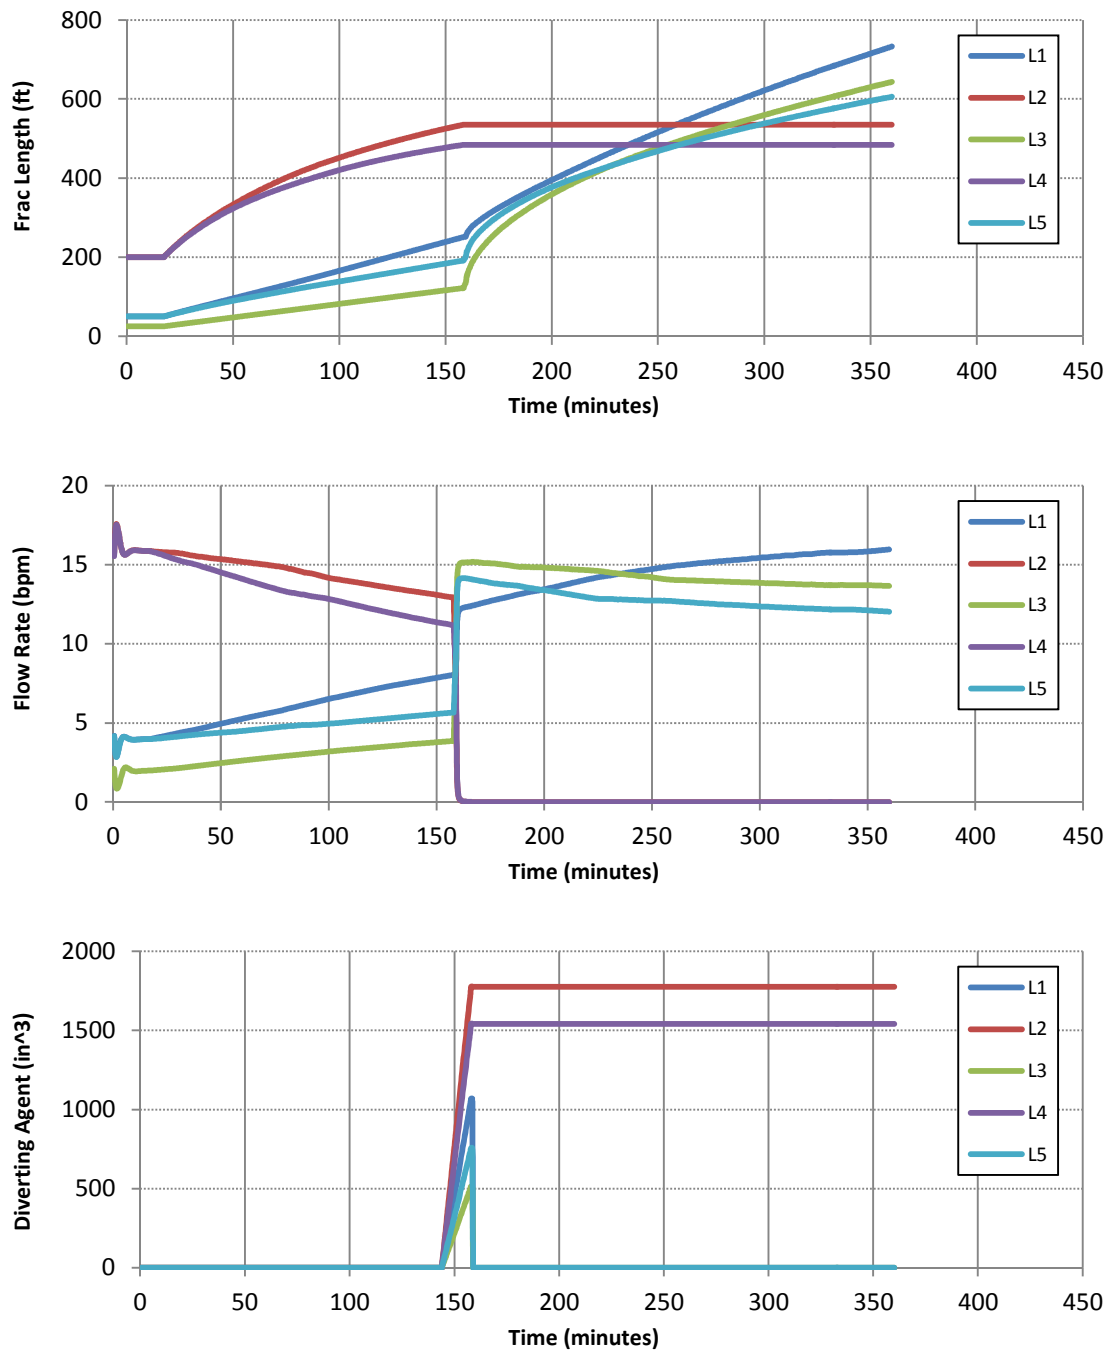 800
600
400
200
0
Frac Length (ft)
L1
L2
L3
L4
L5
0 50 100 150 200 250 300 350 400 450
Time (minutes)
20
15
10
5
0
Flow Rate (bpm)
L1
L2
L3
L4
L5
0 50 100 150 200 250 300 350 400 450
Time (minutes)
2000
1500
1000
500
0
Diverting Agent (in^3)
L1
L2
L3
L4
L5
0 50 100 150 200 250 300 350 400 450
Time (minutes)